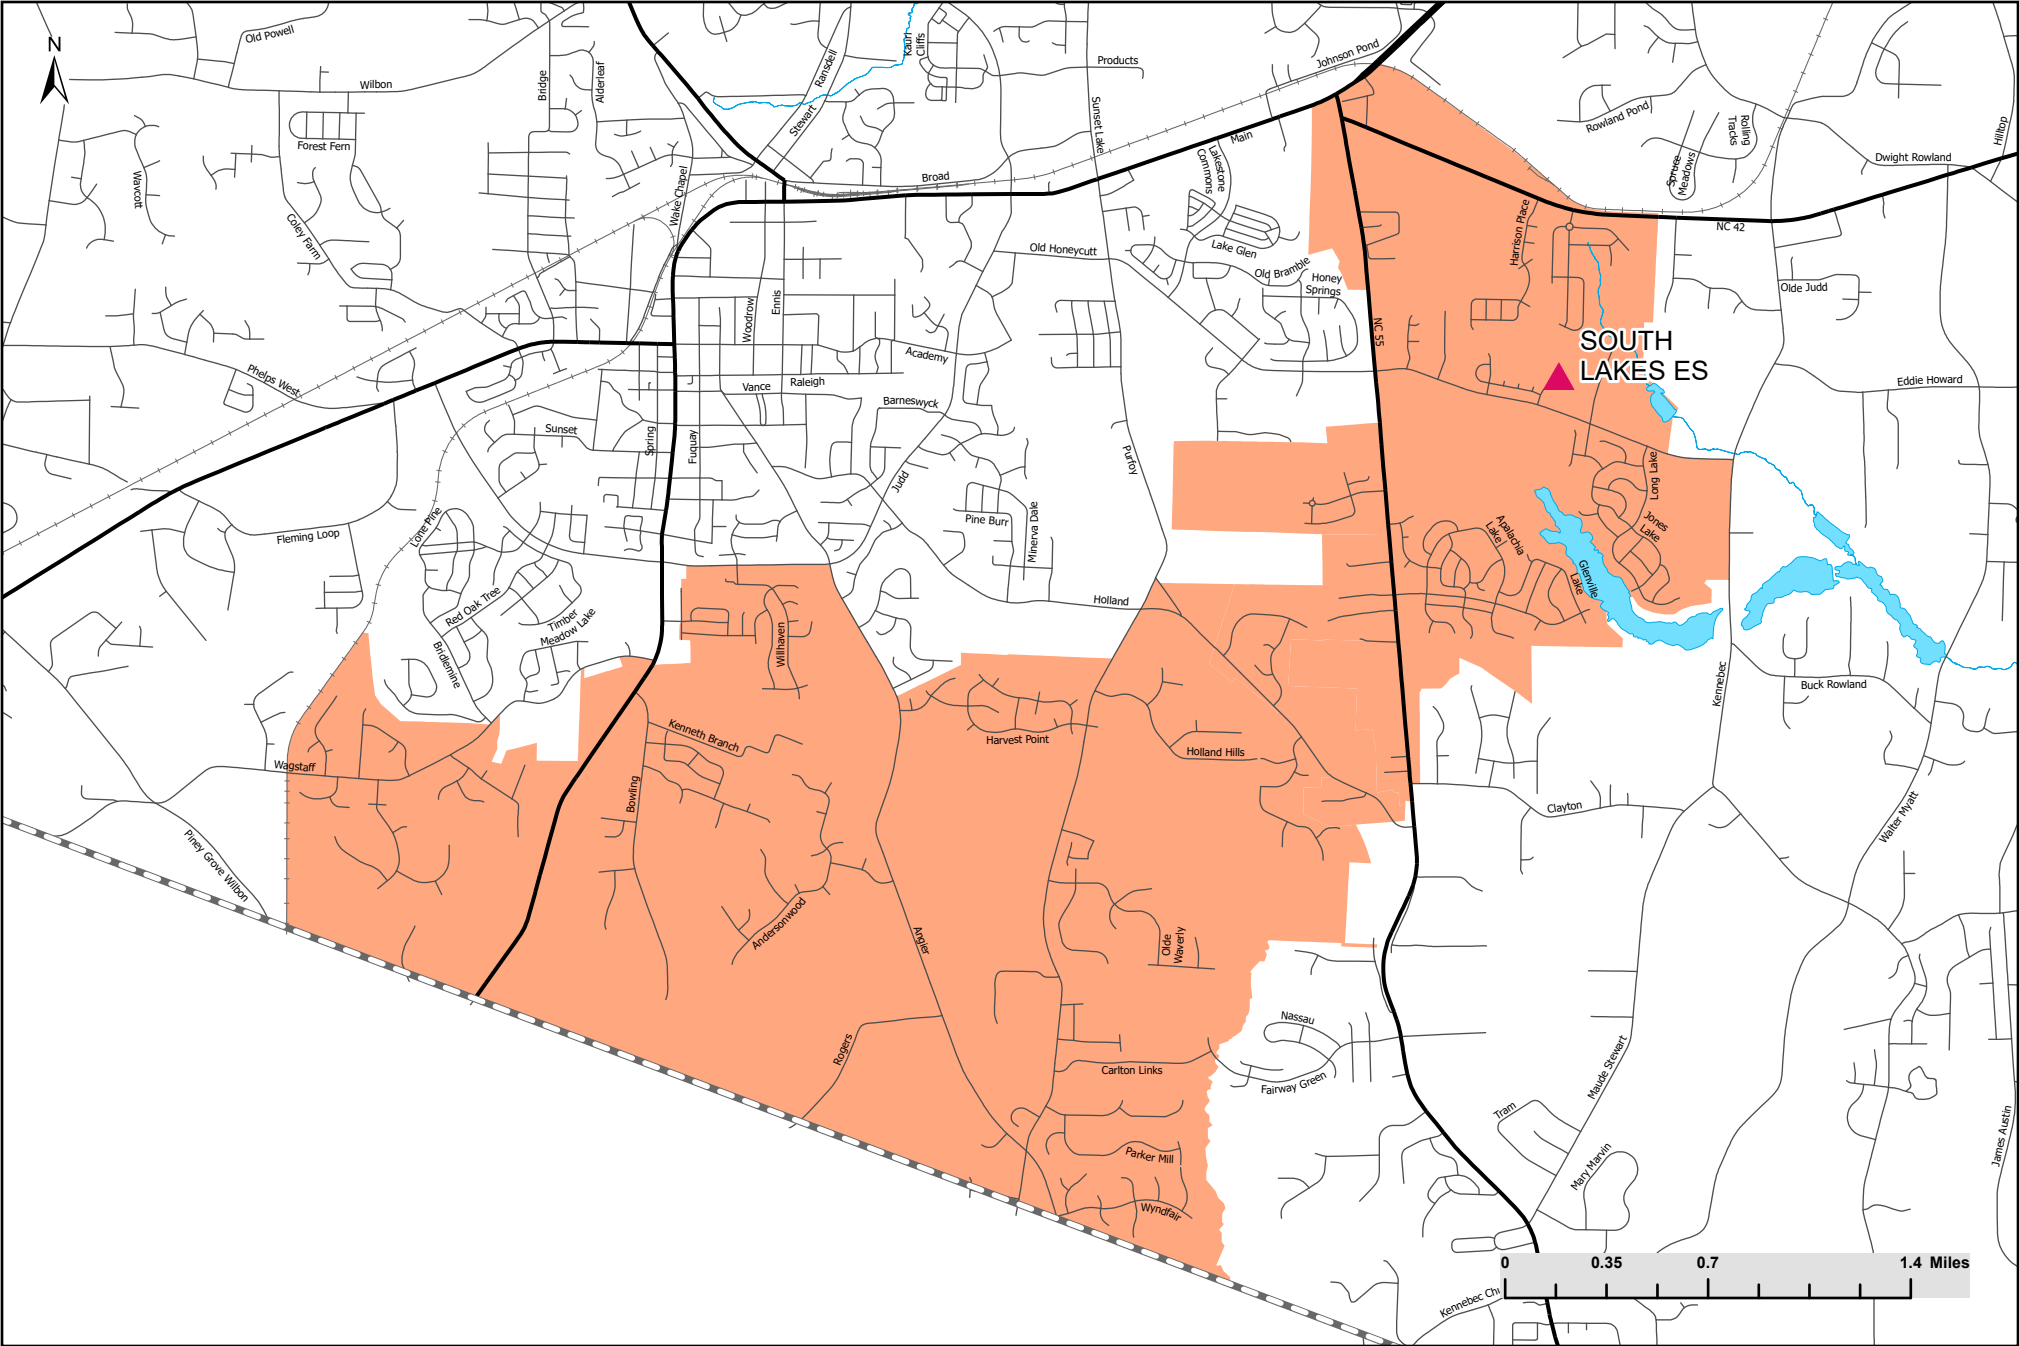 Old Powell
N
Wilbon
Bridge
Alderleaf
Ransdell
Stewart
Kauri
Cliffs
Products
Johnson Pond
Sunset Lake
Main
Rowland Pond
Rolling
Tracks
Spruce
Meadows
Hilltop
Dwight Rowland
Forest Fern
Waycott
Coley Farm
Wake Chapel
Broad
Lakestone
Commons
Lake Glen
Old Honeycutt
Old Bramble
Honey
Springs
Harrison Place
NC 42
Olde Judd
Woodrow
Ennis
NC 55
SOUTH
LAKES ES
Academy
Phelps West
Vance
Raleigh
Barneswyck
Eddie Howard
Sunset
Spring
Fuquay
Judd
Purfoy
Long Lake
Pine Burr
Minerva Dale
Jones
Lake
Apalachia
Lake
Glenville
Lake
Fleming Loop
Lone Pine
Red Oak Tree
Timber
Meadow Lake
Bridlemine
Willhaven
Holland
Kennebec
Buck Rowland
Kenneth Branch
Harvest Point
Holland Hills
Wagstaff
Bowling
Clayton
Walter Myatt
Piney Grove Wilbon
Andersonwood
Angier
Olde
Waverly
Nassau
Rogers
Carlton Links
Fairway Green
Maude Stewart
Tram
James Austin
Parker Mill
Mary Marvin
Wyndfair
0
0.35
0.7
1.4 Miles
Kennebec Chu